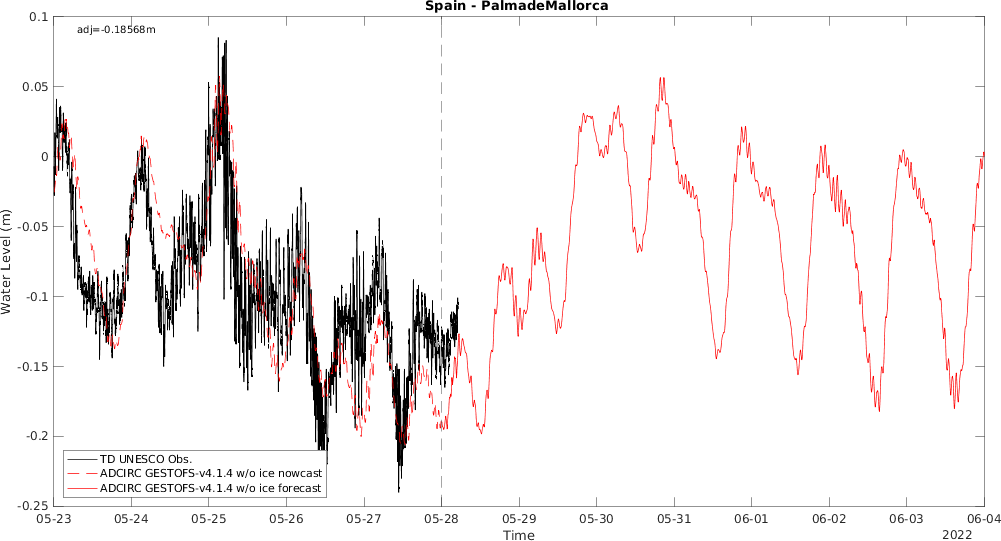 Spain - PalmadeMallorca
adj=-0.18568m
0.1
0.05
0
-0.05
-0.1
-0.15
-0.2
-0.25
Water Level (m)
TD UNESCO Obs.
ADCIRC GESTOFS-v4.1.4 w/o ice nowcast
ADCIRC GESTOFS-v4.1.4 w/o ice forecast
05-23 05-24 05-25 05-26 05-27 05-28 05-29 05-30 05-31 06-01 06-02 06-03 06-04
Time
2022